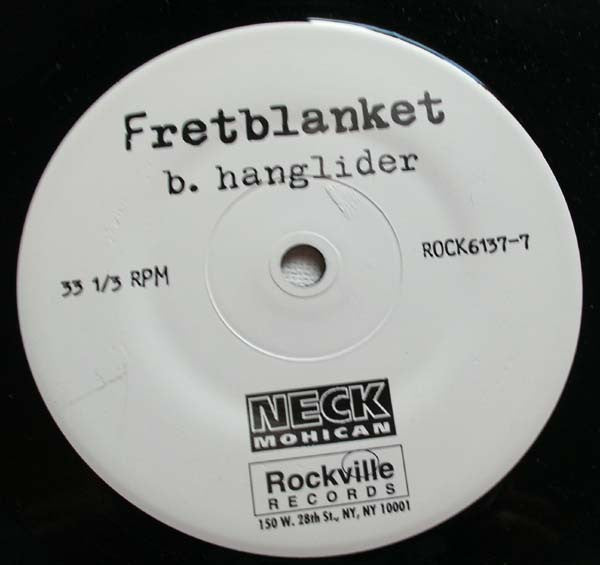 Fretblanket
b. hanglider
33 1/3 RPM
ROCK6137-7
NECK
MOHICAN
Rockville
RECORDS
150 W. 28th St., NY, NY 10001